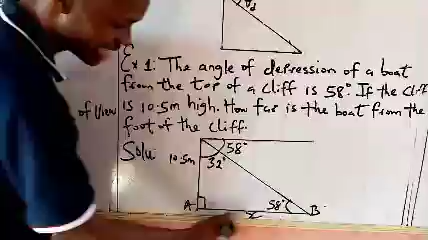 Ex 1: The angle of depression of a boat
from the top of a cliff is 58°. If the cliff
of view is 10.5m high. How far is the boat from the
foot of the cliff.
Solu
58°
10.5m
32°
58°
A
B
x